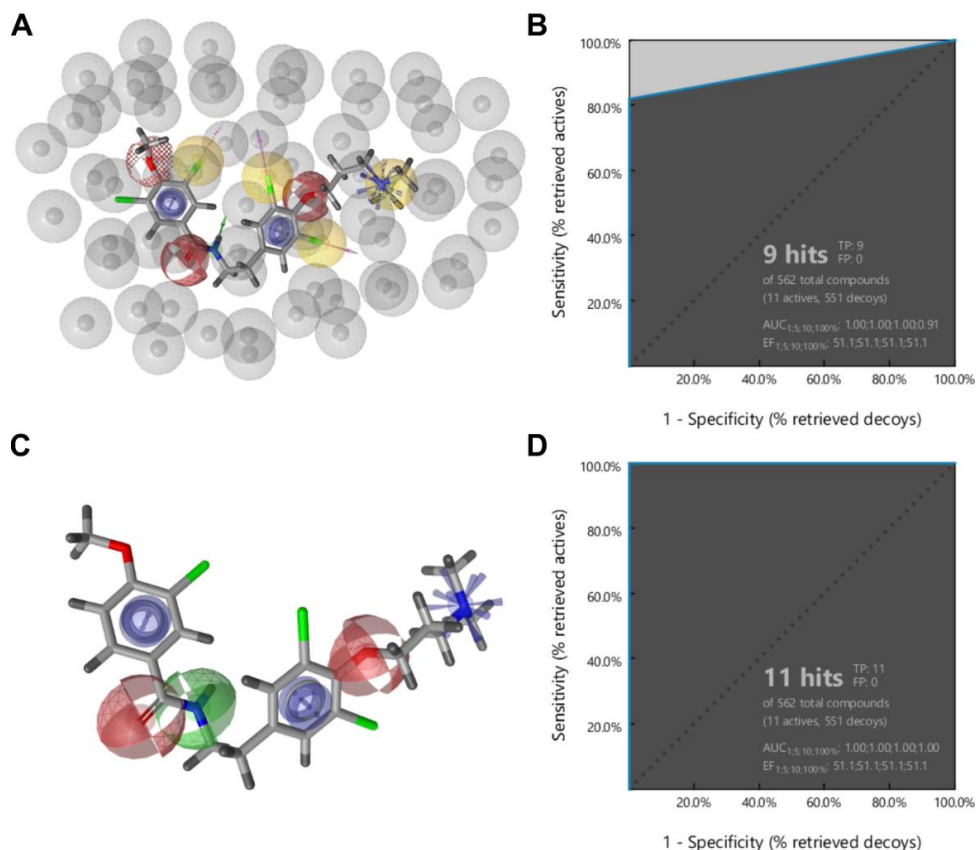 A
B
100.0%
80.0%
60.0%
40.0%
20.0%
Sensitivity (% retrieved actives)
9 hits TP: 9
FP: 0
of 562 total compounds
(11 actives, 551 decoys)
AUC1;5;10;100%: 1.00;1.00;1.00;0.91
EF1;5;10;100%: 51.1;51.1;51.1;51.1
20.0% 40.0% 60.0% 80.0% 100.0%
1 - Specificity (% retrieved decoys)
C
D
100.0%
80.0%
60.0%
40.0%
20.0%
Sensitivity (% retrieved actives)
11 hits TP: 11
FP: 0
of 562 total compounds
(11 actives, 551 decoys)
AUC1;5;10;100%: 1.00;1.00;1.00;1.00
EF1;5;10;100%: 51.1;51.1;51.1;51.1
20.0% 40.0% 60.0% 80.0% 100.0%
1 - Specificity (% retrieved decoys)